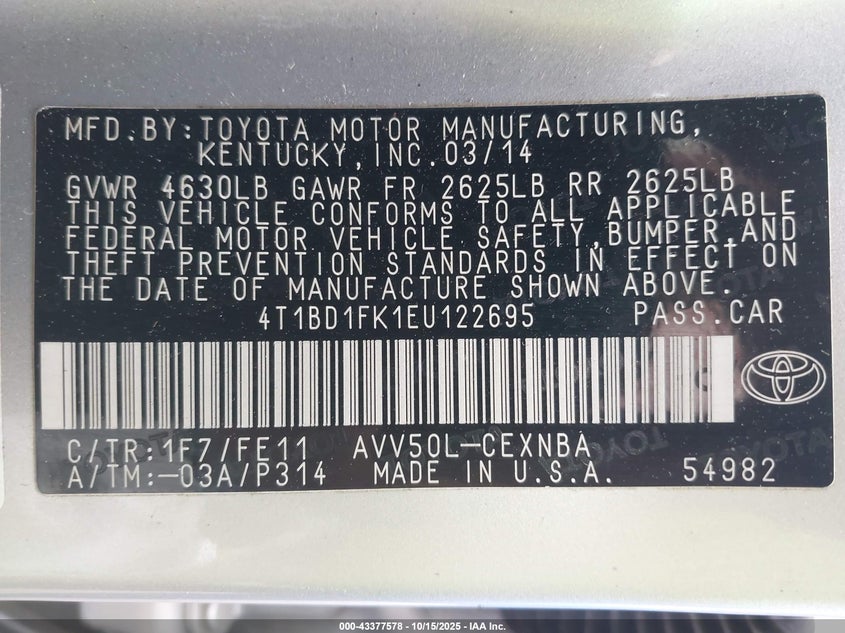 MFD.BY:TOYOTA MOTOR MANUFACTURING,
KENTUCKY,INC.03/14
GVWR 4630LB GAWR FR 2625LB RR 2625LB
THIS VEHICLE CONFORMS TO ALL APPLICABLE
FEDERAL MOTOR VEHICLE SAFETY,BUMPER,AND
THEFT PREVENTION STANDARDS IN EFFECT ON
THE DATE OF MANUFACTURE SHOWN ABOVE.
4T1BD1FK1EU122695 PASS.CAR
C/TR:1F7/FE11 AVV50L-CEXNBA
A/TM:-03A/P314 MADE IN U.S.A. 54982
000-43377578 - 10/15/2025 - IAA Inc.